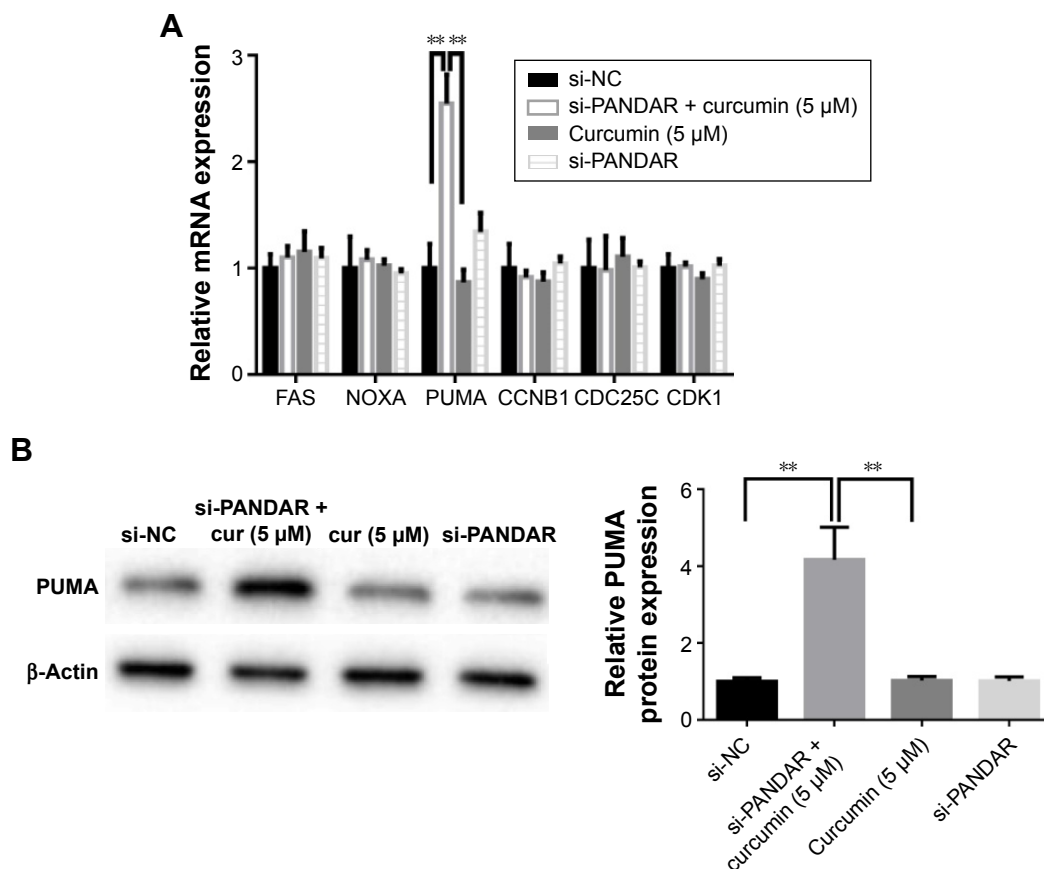 A
** **
Relative mRNA expression
3
2
1
0
si-NC
si-PANDAR + curcumin (5 µM)
Curcumin (5 µM)
si-PANDAR
FAS NOXA PUMA CCNB1 CDC25C CDK1
B
si-NC
si-PANDAR +
cur (5 µM)
cur (5 µM)
si-PANDAR
PUMA
β-Actin
** **
Relative PUMA
protein expression
6
4
2
0
si-NC
si-PANDAR +
curcumin (5 µM)
Curcumin (5 µM)
si-PANDAR